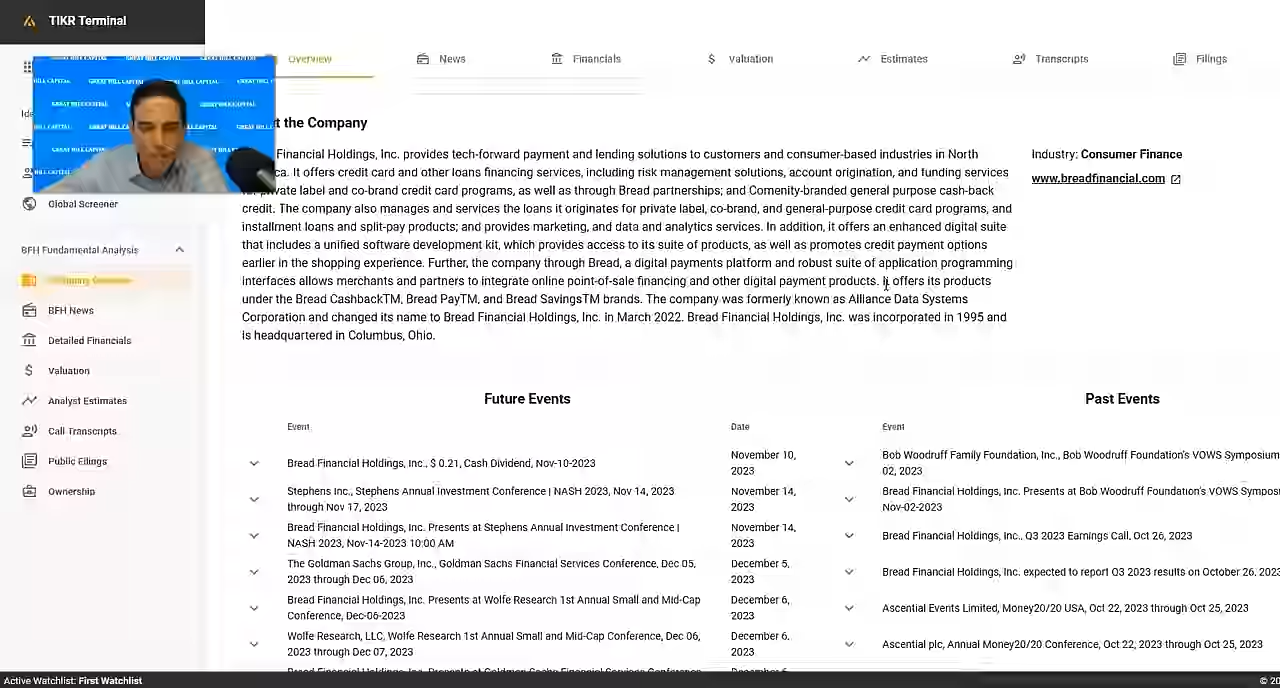 TIKR Terminal
Overview
News
Financials
Valuation
Estimates
Transcripts
Filings
GREAT HILL CAPITAL
t the Company
Financial Holdings, Inc. provides tech-forward payment and lending solutions to customers and consumer-based industries in North
ca. It offers credit card and other loans financing services, including risk management solutions, account origination, and funding services
private label and co-brand credit card programs, as well as through Bread partnerships; and Comenity-branded general purpose cash-back
credit. The company also manages and services the loans it originates for private label, co-brand, and general-purpose credit card programs, and
installment loans and split-pay products; and provides marketing, and data and analytics services. In addition, it offers an enhanced digital suite
that includes a unified software development kit, which provides access to its suite of products, as well as promotes credit payment options
earlier in the shopping experience. Further, the company through Bread, a digital payments platform and robust suite of application programming
interfaces allows merchants and partners to integrate online point-of-sale financing and other digital payment products. It offers its products
under the Bread CashbackTM, Bread PayTM, and Bread SavingsTM brands. The company was formerly known as Alliance Data Systems
Corporation and changed its name to Bread Financial Holdings, Inc. in March 2022. Bread Financial Holdings, Inc. was incorporated in 1995 and
is headquartered in Columbus, Ohio.
Industry: Consumer Finance
www.breadfinancial.com
Global Screener
BFH Fundamental Analysis
BFH News
Detailed Financials
Valuation
Analyst Estimates
Call Transcripts
Public Filings
Ownership
Future Events
Event
Date
Bread Financial Holdings, Inc., $ 0.21, Cash Dividend, Nov-10-2023
November 10,
2023
Stephens Inc., Stephens Annual Investment Conference | NASH 2023, Nov 14, 2023
through Nov 17, 2023
November 14,
2023
Bread Financial Holdings, Inc. Presents at Stephens Annual Investment Conference |
NASH 2023, Nov-14-2023 10:00 AM
November 14,
2023
The Goldman Sachs Group, Inc., Goldman Sachs Financial Services Conference, Dec 05,
2023 through Dec 06, 2023
December 5,
2023
Bread Financial Holdings, Inc. Presents at Wolfe Research 1st Annual Small and Mid-Cap
Conference, Dec-06-2023
December 6,
2023
Wolfe Research, LLC, Wolfe Research 1st Annual Small and Mid-Cap Conference, Dec 06,
2023 through Dec 07, 2023
December 6,
2023
Past Events
Event
Bob Woodruff Family Foundation, Inc., Bob Woodruff Foundation's VOWS Symposium
02, 2023
Bread Financial Holdings, Inc. Presents at Bob Woodruff Foundation's VOWS Sympos
Nov-02-2023
Bread Financial Holdings, Inc., Q3 2023 Earnings Call, Oct 26, 2023
Bread Financial Holdings, Inc. expected to report Q3 2023 results on October 26, 2023
Ascential Events Limited, Money20/20 USA, Oct 22, 2023 through Oct 25, 2023
Ascential plc, Annual Money20/20 Conference, Oct 22, 2023 through Oct 25, 2023
Active Watchlist: First Watchlist
© 20